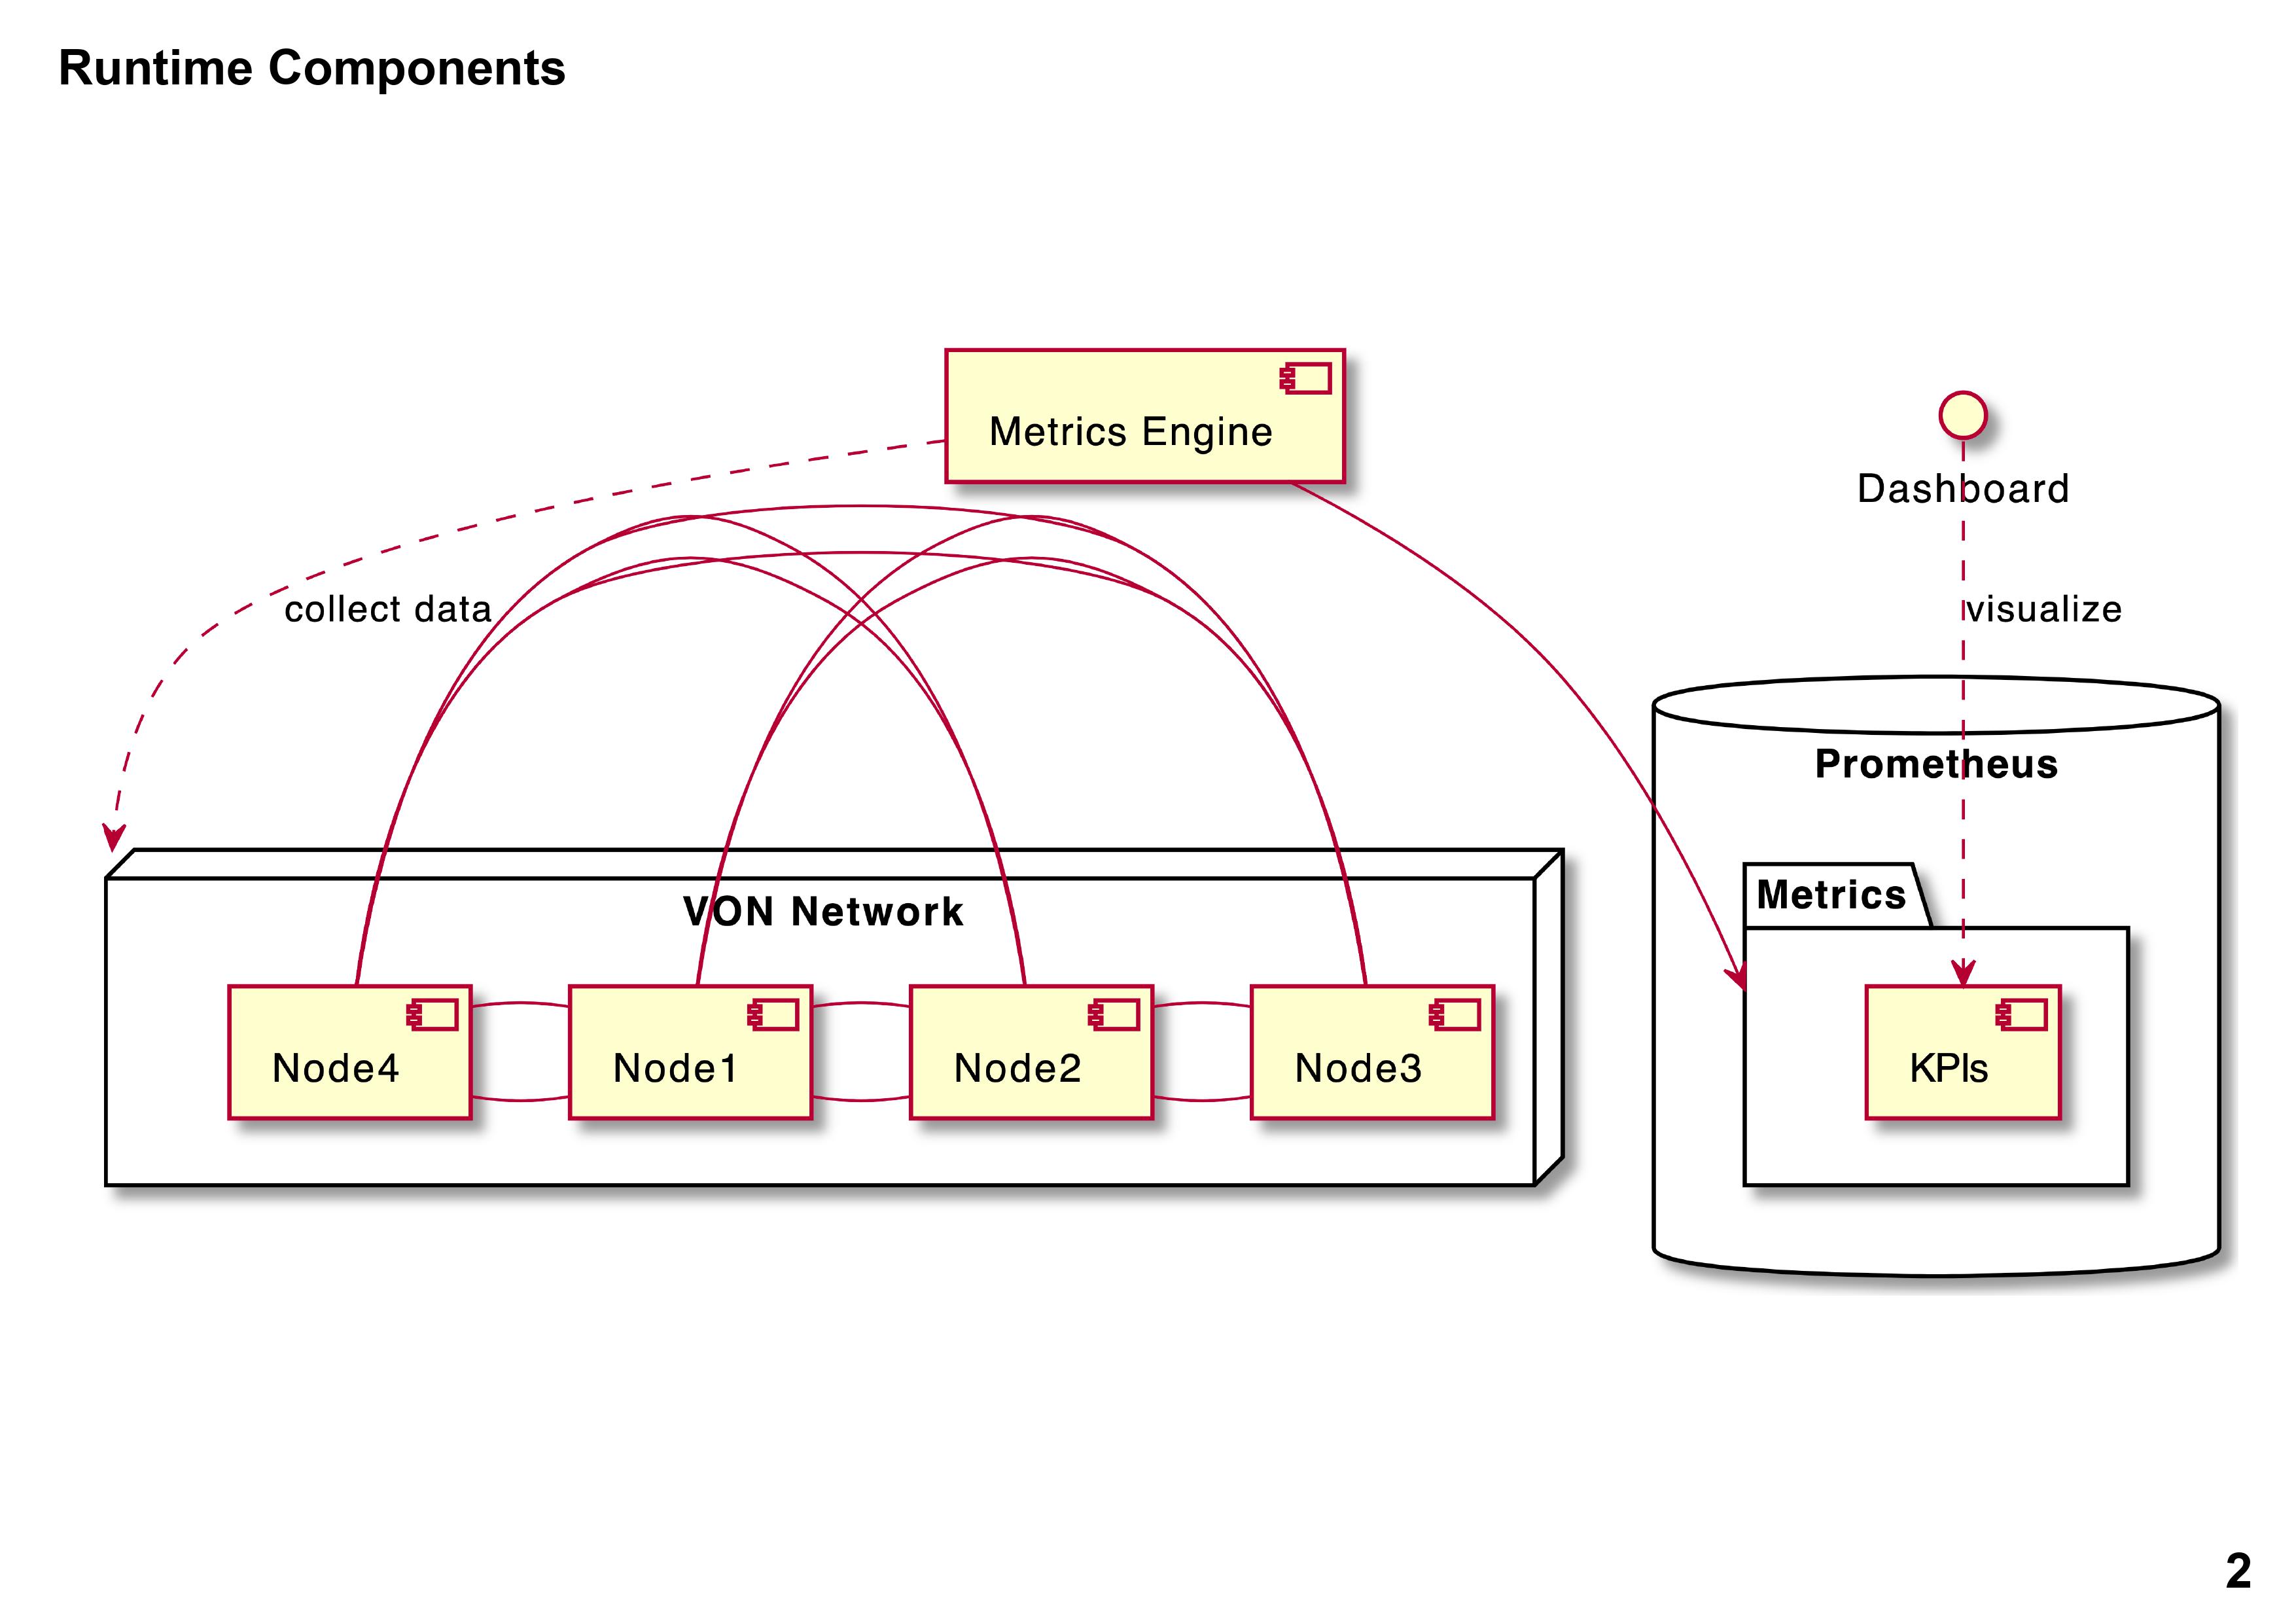 Runtime Components
Metrics Engine
Dashboard
collect data
visualize
Prometheus
Metrics
VON Network
Node4
Node1
Node2
Node3
KPIs
2